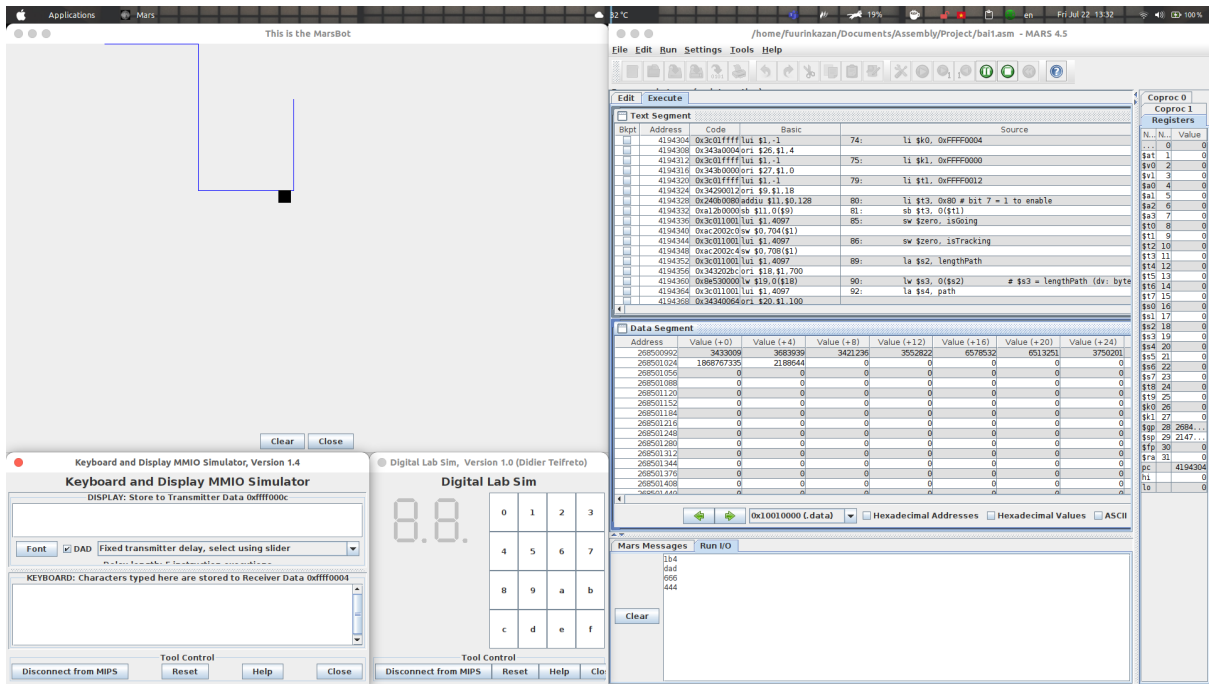 Applications Mars 32 °C 19% en Fri Jul 22 13:32 100 %
This is the MarsBot
Clear Close
Keyboard and Display MMIO Simulator, Version 1.4
Keyboard and Display MMIO Simulator
DISPLAY: Store to Transmitter Data 0xffff000c
Font DAD Fixed transmitter delay, select using slider
KEYBOARD: Characters typed here are stored to Receiver Data 0xffff0004
Tool Control
Disconnect from MIPS Reset Help Close
Digital Lab Sim, Version 1.0 (Didier Teifreto)
Digital Lab Sim
0 1 2 3
4 5 6 7
8 9 a b
c d e f
Tool Control
Disconnect from MIPS Reset Help Clo
/home/fuurinkazan/Documents/Assembly/Project/bai1.asm - MARS 4.5
File Edit Run Settings Tools Help
Edit Execute
Text Segment
Bkpt Address Code Basic Source
4194304 0x3c01ffff lui $1,-1 74: li $k0, 0xFFFF0004
4194308 0x343a0004 ori $26,$1,4
4194312 0x3c01ffff lui $1,-1 75: li $k1, 0xFFFF0000
4194316 0x343b0000 ori $27,$1,0
4194320 0x3c01ffff lui $1,-1 79: li $t1, 0xFFFF0012
4194324 0x34290012 ori $9,$1,18
4194328 0x240b0080 addiu $11,$0,128 80: li $t3, 0x80 # bit 7 = 1 to enable
4194332 0xa12b0000 sb $11,0($9) 81: sb $t3, 0($t1)
4194336 0x3c011001 lui $1,4097 85: sw $zero, isGoing
4194340 0xac2002c0 sw $0,704($1)
4194344 0x3c011001 lui $1,4097 86: sw $zero, isTracking
4194348 0xac2002c4 sw $0,708($1)
4194352 0x3c011001 lui $1,4097 89: la $s2, lengthPath
4194356 0x343202bc ori $18,$1,700
4194360 0x8e530000 lw $19,0($18) 90: lw $s3, 0($s2) # $s3 = lengthPath (dv: byte
4194364 0x3c011001 lui $1,4097 92: la $s4, path
4194368 0x34340064 ori $20,$1,100
Data Segment
Address Value (+0) Value (+4) Value (+8) Value (+12) Value (+16) Value (+20) Value (+24)
268500992 3433009 3683939 3421236 3552822 6578532 6513251 3750201
268501024 1868767335 2188644 0 0 0 0 0
268501056 0 0 0 0 0 0 0
268501088 0 0 0 0 0 0 0
268501120 0 0 0 0 0 0 0
268501152 0 0 0 0 0 0 0
268501184 0 0 0 0 0 0 0
268501216 0 0 0 0 0 0 0
268501248 0 0 0 0 0 0 0
268501280 0 0 0 0 0 0 0
268501312 0 0 0 0 0 0 0
268501344 0 0 0 0 0 0 0
268501376 0 0 0 0 0 0 0
268501408 0 0 0 0 0 0 0
0x10010000 (.data) Hexadecimal Addresses Hexadecimal Values ASCII
Mars Messages Run I/O
1b4
dad
666
444
Clear
Coproc 0
Coproc 1
Registers
N... N... Value
... 0 0
$at 1 0
$v0 2 0
$v1 3 0
$a0 4 0
$a1 5 0
$a2 6 0
$a3 7 0
$t0 8 0
$t1 9 0
$t2 10 0
$t3 11 0
$t4 12 0
$t5 13 0
$t6 14 0
$t7 15 0
$s0 16 0
$s1 17 0
$s2 18 0
$s3 19 0
$s4 20 0
$s5 21 0
$s6 22 0
$s7 23 0
$t8 24 0
$t9 25 0
$k0 26 0
$k1 27 0
$gp 28 2684...
$sp 29 2147...
$fp 30 0
$ra 31 0
pc 4194304
hi 0
lo 0